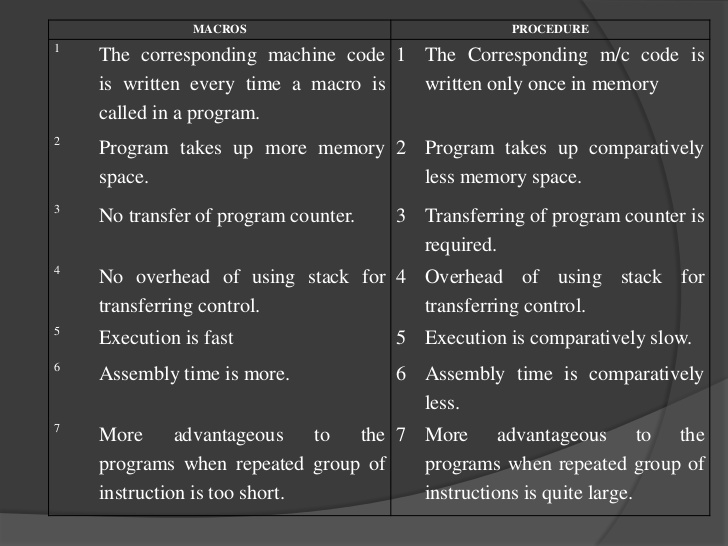 MACROS PROCEDURE
1 The corresponding machine code 1 The Corresponding m/c code is
is written every time a macro is written only once in memory
called in a program.
2 Program takes up more memory 2 Program takes up comparatively
space. less memory space.
3 No transfer of program counter. 3 Transferring of program counter is
required.
4 No overhead of using stack for 4 Overhead of using stack for
transferring control. transferring control.
5 Execution is fast 5 Execution is comparatively slow.
6 Assembly time is more. 6 Assembly time is comparatively
less.
7 More advantageous to the 7 More advantageous to the
programs when repeated group of programs when repeated group of
instruction is too short. instructions is quite large.